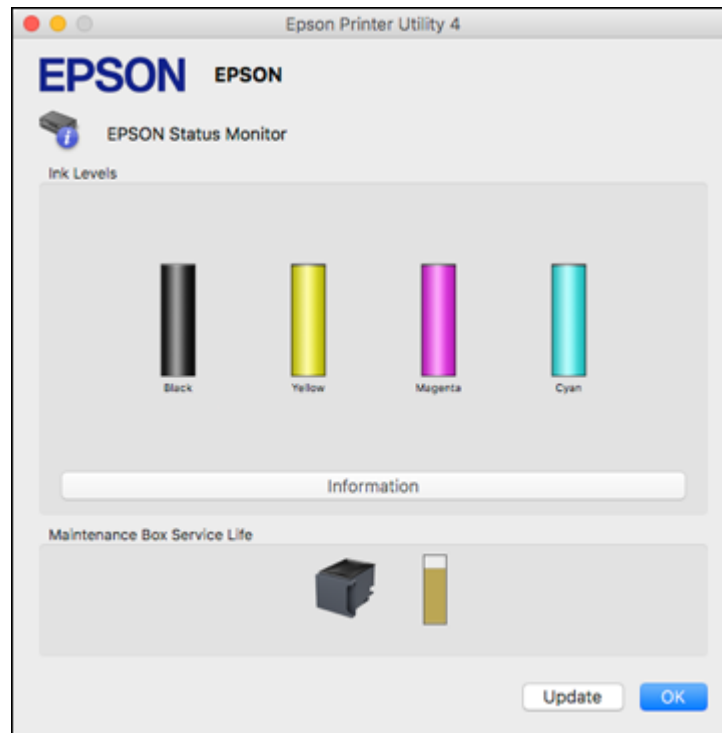 Epson Printer Utility 4
EPSON EPSON
EPSON Status Monitor
Ink Levels
Black Yellow Magenta Cyan
Information
Maintenance Box Service Life
Update OK